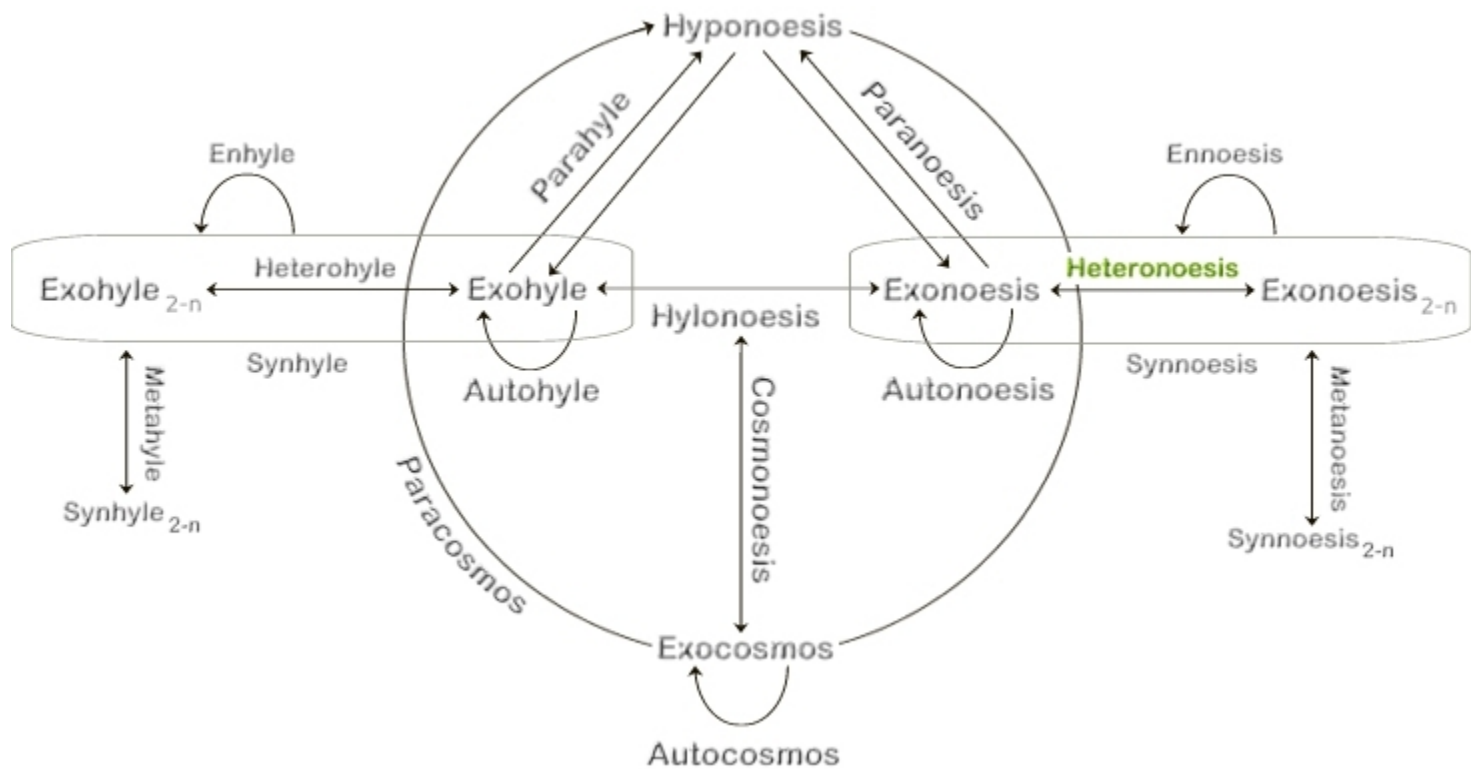 Hyponoesis
Parahyle
Paranoesis
Enhyle
Ennoesis
Heterohyle
Heteronoesis
Exohyle 2-n
Exohyle
Exonoesis
Exonoesis 2-n
Hylonoesis
Synhyle
Synnoesis
Autohyle
Autonoesis
Metahyle
Cosmonoesis
Metanoesis
Paracosmos
Synhyle 2-n
Synnoesis 2-n
Exocosmos
Autocosmos